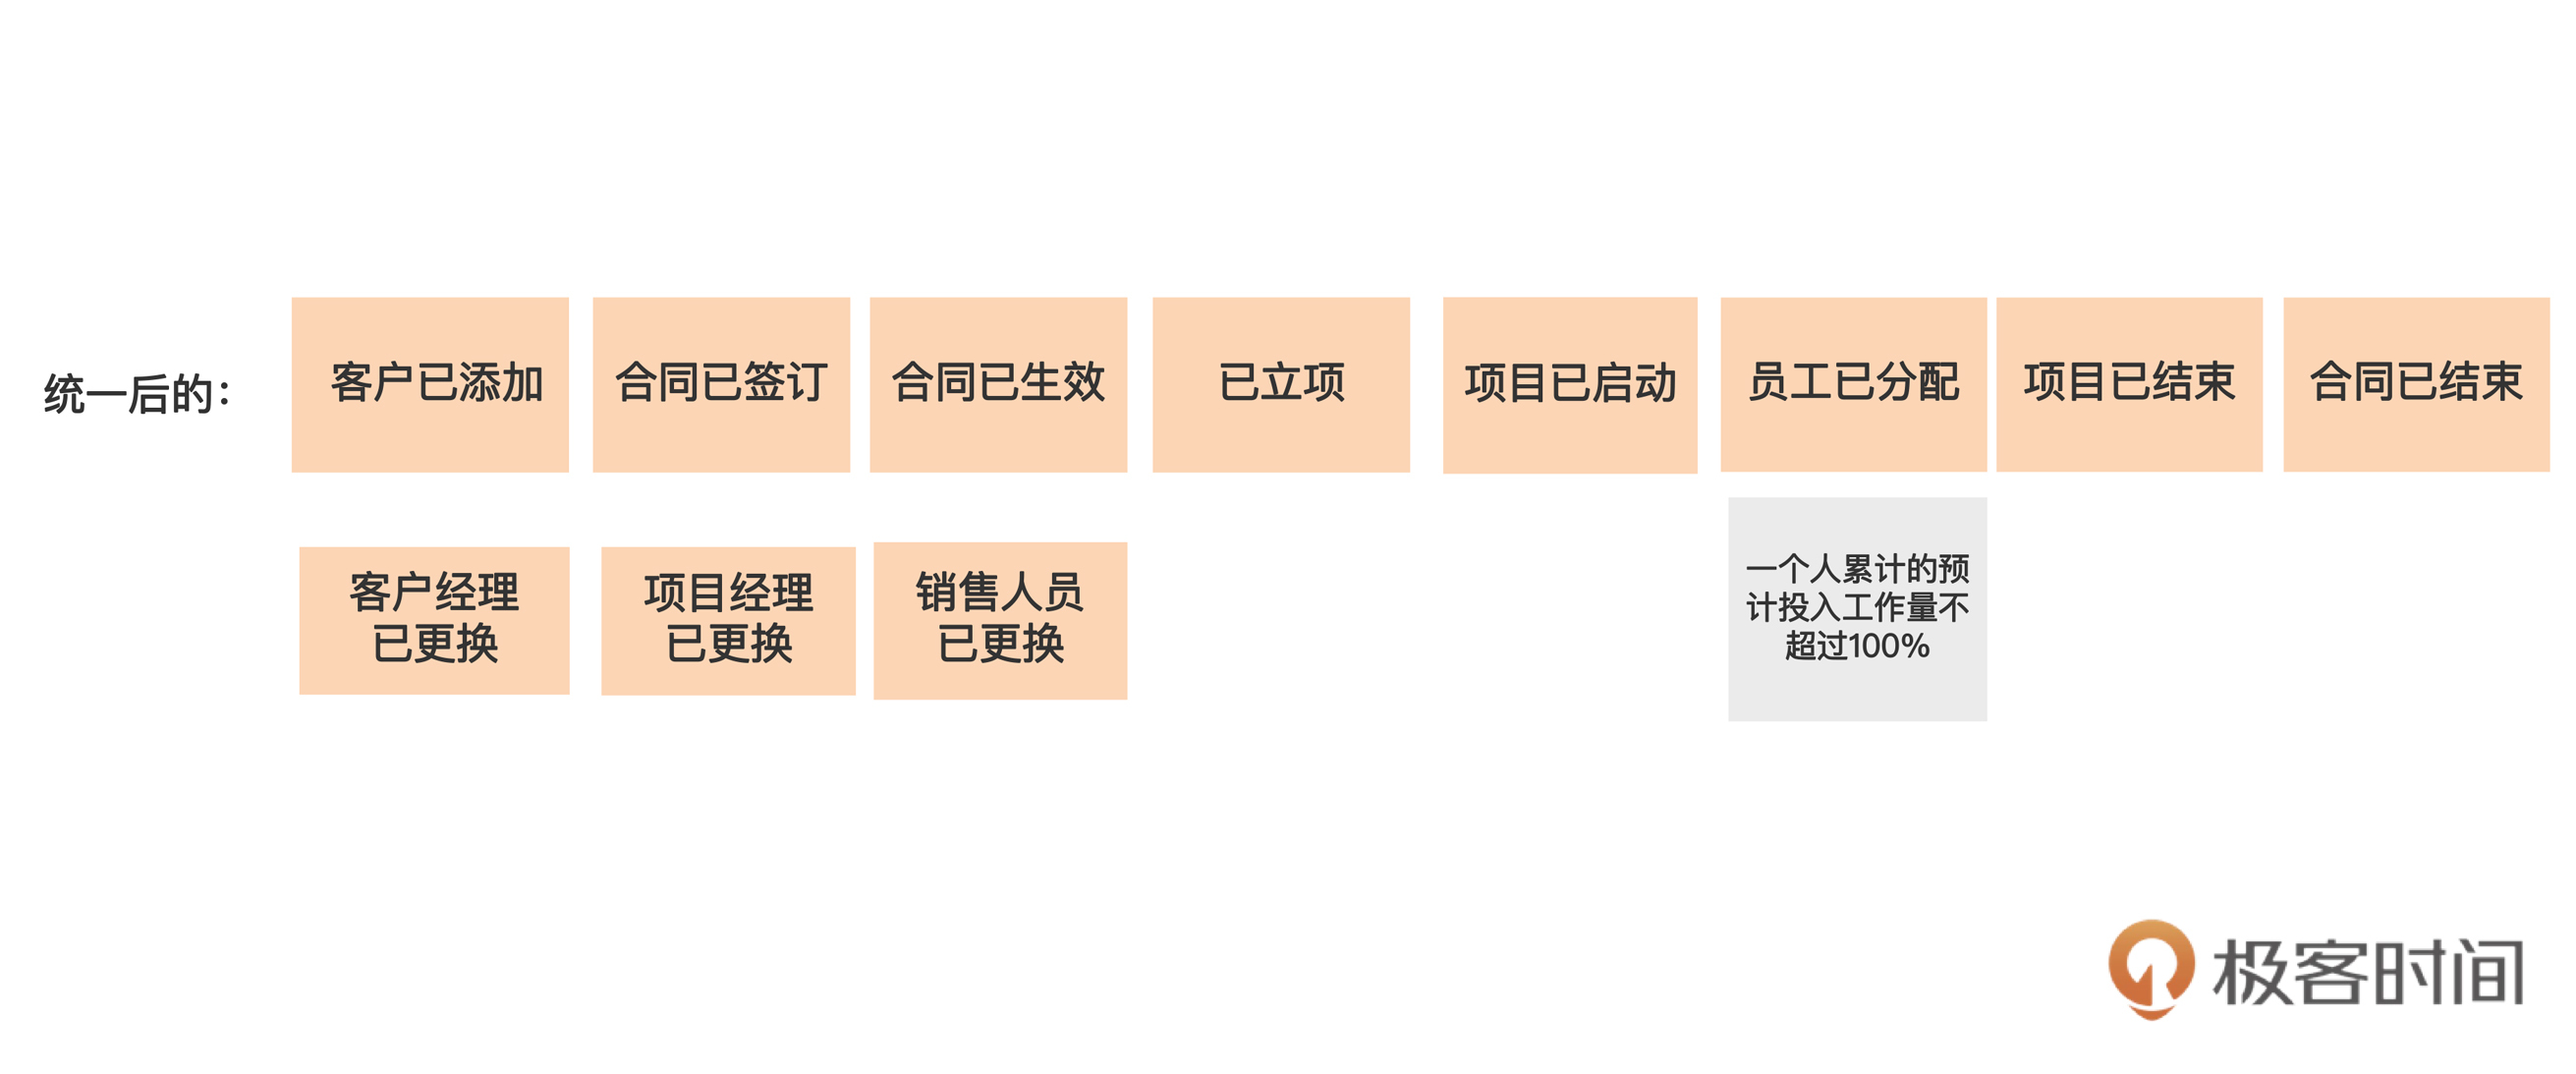 统一后的：
客户已添加
合同已签订
合同已生效
已立项
项目已启动
员工已分配
项目已结束
合同已结束
客户经理
已更换
项目经理
已更换
销售人员
已更换
一个人累计的预
计投入工作量不
超过100%
极客时间